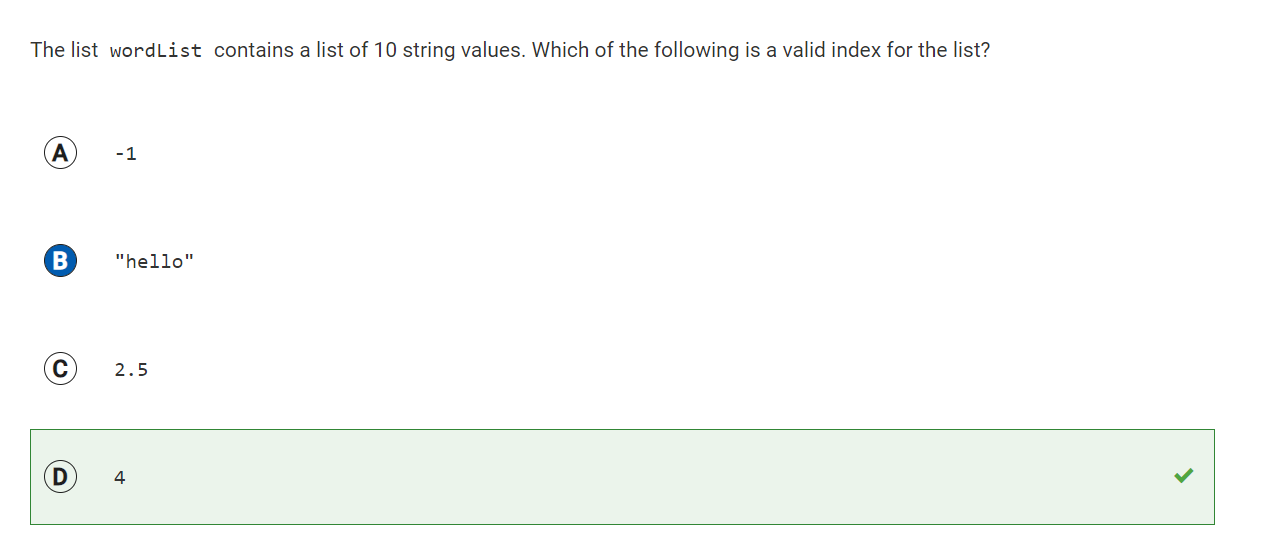 The list wordList contains a list of 10 string values. Which of the following is a valid index for the list?
A -1
B "hello"
C 2.5
D 4